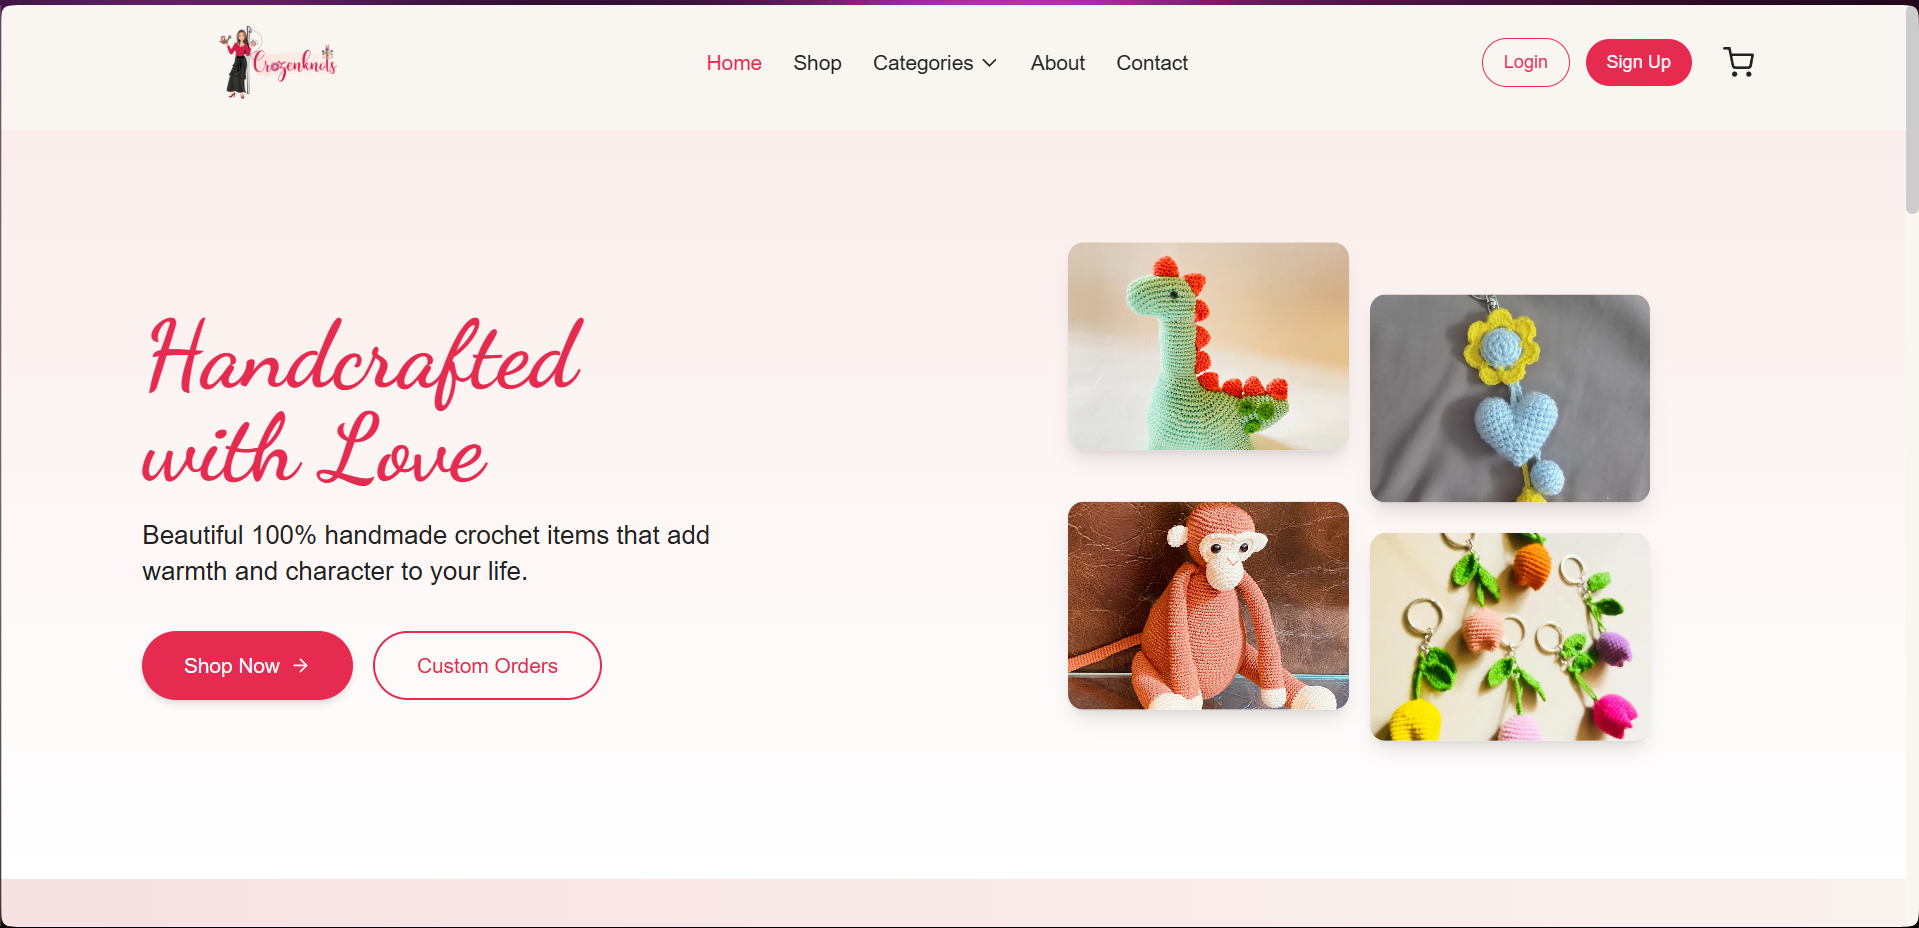 Crozenknots
Home
Shop
Categories
About
Contact
Login
Sign Up
Handcrafted
with Love
Beautiful 100% handmade crochet items that add
warmth and character to your life.
Shop Now
Custom Orders